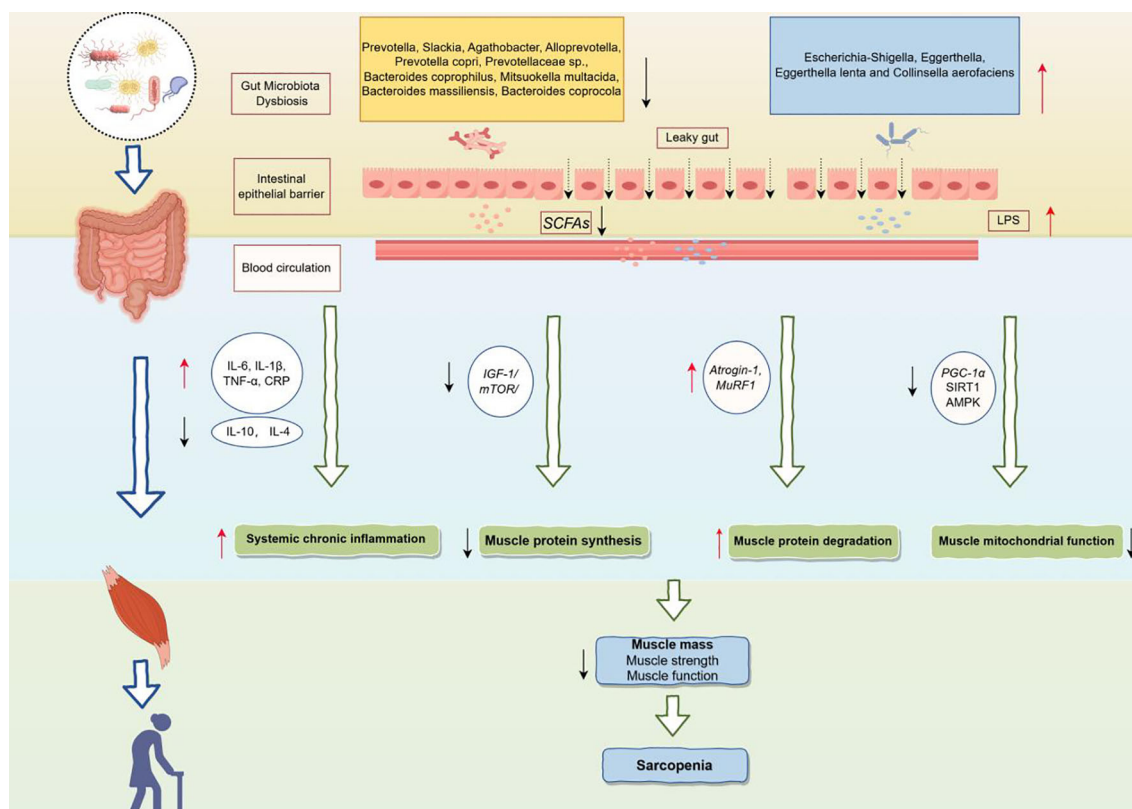 Prevotella, Slackia, Agathobacter, Alloprevotella,
Prevotella copri, Prevotellaceae sp.,
Bacteroides coprophilus, Mitsuokella multacida,
Bacteroides massiliensis, Bacteroides coprocola
Escherichia-Shigella, Eggerthella,
Eggerthella lenta and Collinsella aerofaciens
Gut Microbiota
Dysbiosis
Leaky gut
Intestinal
epithelial barrier
SCFAs
LPS
Blood circulation
IL-6, IL-1β,
TNF-α, CRP
IL-10, IL-4
IGF-1/
mTOR/
Atrogin-1,
MuRF1
PGC-1α
SIRT1
AMPK
Systemic chronic inflammation
Muscle protein synthesis
Muscle protein degradation
Muscle mitochondrial function
Muscle mass
Muscle strength
Muscle function
Sarcopenia